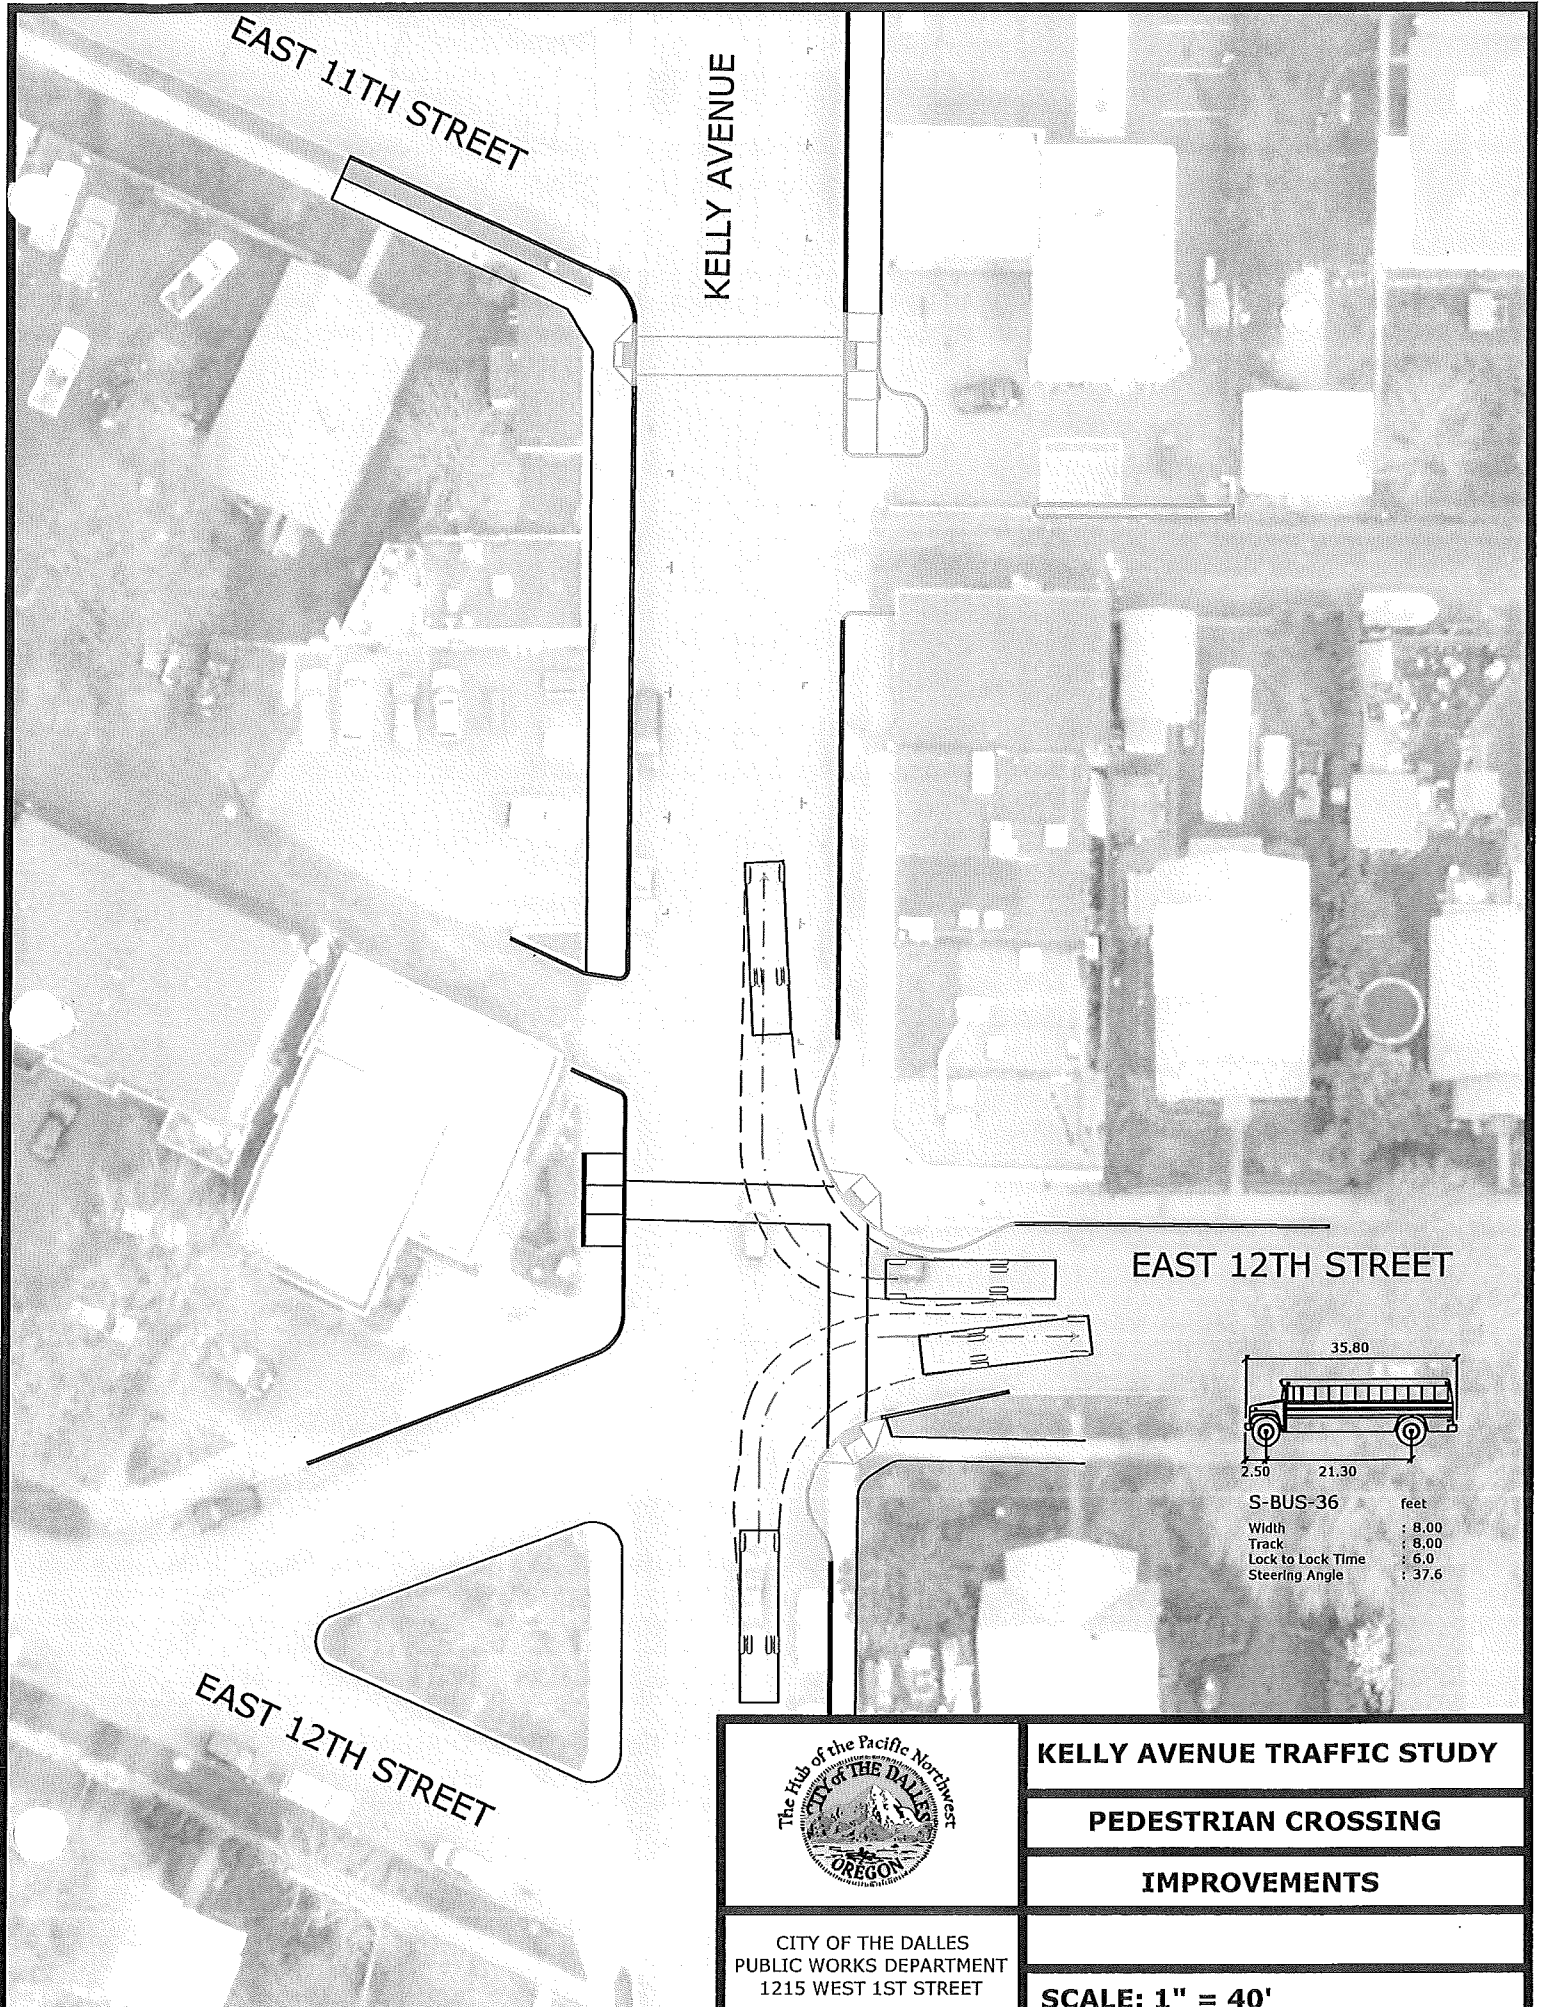 EAST 11TH STREET
KELLY AVENUE
EAST 12TH STREET
35.80
2.50 21.30
S-BUS-36 feet
Width : 8.00
Track : 8.00
Lock to Lock Time : 6.0
Steering Angle : 37.6
EAST 12TH STREET
The Hub of the Pacific Northwest
CITY of THE DALLES
OREGON
KELLY AVENUE TRAFFIC STUDY
PEDESTRIAN CROSSING
IMPROVEMENTS
CITY OF THE DALLES
PUBLIC WORKS DEPARTMENT
1215 WEST 1ST STREET
SCALE: 1" = 40'